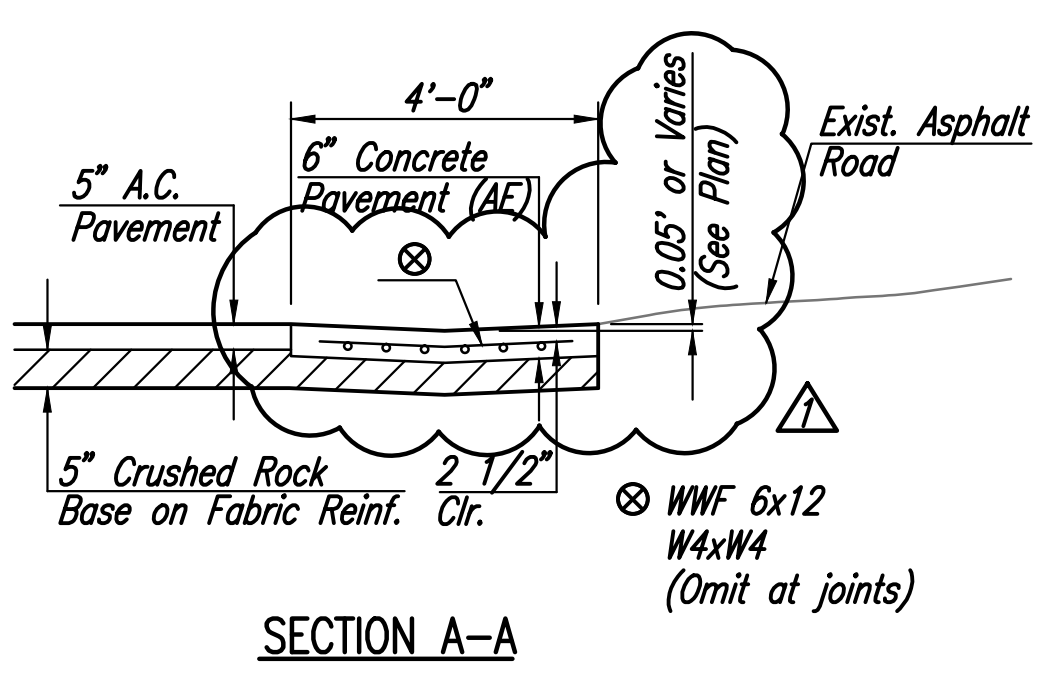 4'-0"
6" Concrete
Pavement (AE)
5" A.C.
Pavement
0.05' or Varies
(See Plan)
Exist. Asphalt
Road
1
5" Crushed Rock
Base on Fabric Reinf.
2 1/2"
Clr.
WWF 6x12
W4xW4
(Omit at joints)
SECTION A-A